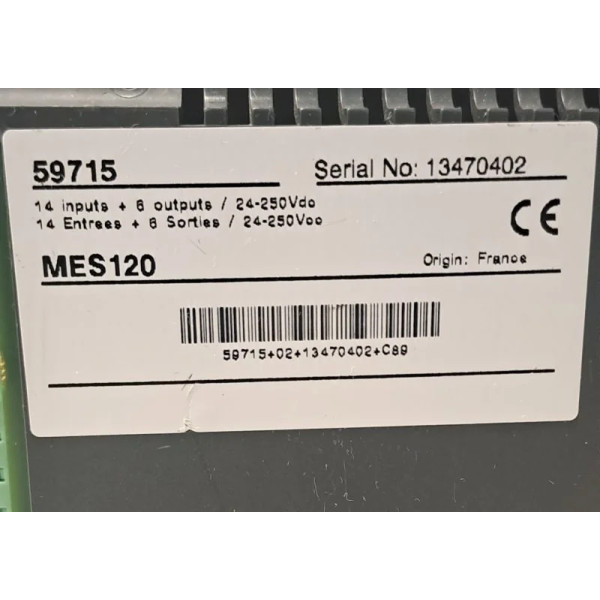 59715
Serial No: 13470402
14 inputs + 6 outputs / 24-250Vdc
14 Entrees + 6 Sorties / 24-250Vcc
CE
MES120
Origin: France
59715+02+13470402+C89